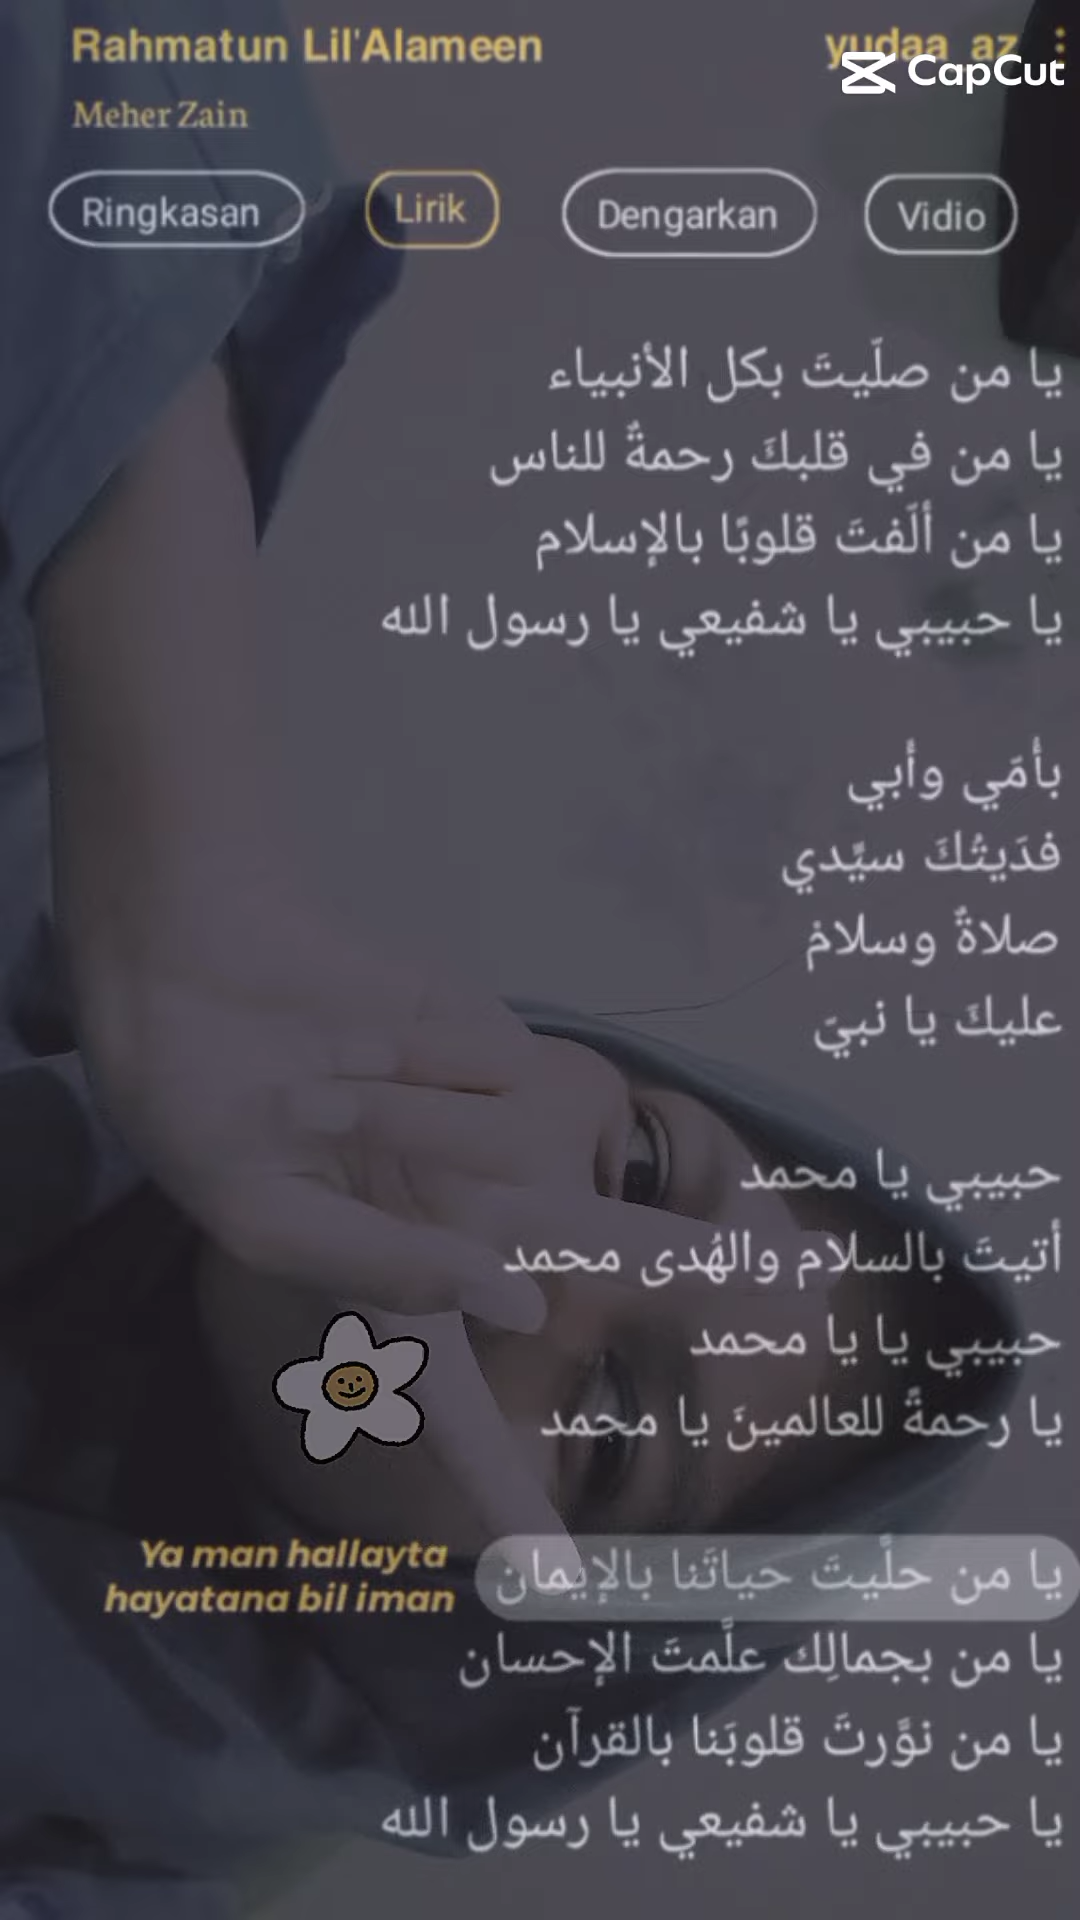 Rahmatun Lil'Alameen
yudaa_az
CapCut
Meher Zain
Ringkasan
Lirik
Dengarkan
Vidio
يا من صلّيتَ بكل الأنبياء
يا من في قلبكَ رحمةٌ للناس
يا من ألّفتَ قلوبًا بالإسلام
يا حبيبي يا شفيعي يا رسول الله
بأمّي وأبي
فدَيتُكَ سيِّدي
صلاةٌ وسلامْ
عليكَ يا نبيّ
حبيبي يا محمد
أتيتَ بالسلام والهُدى محمد
حبيبي يا يا محمد
يا رحمةً للعالمينَ يا محمد
Ya man hallayta
hayatana bil iman
يا من حلَّيتَ حياتَنا بالإيمان
يا من بجمالِك علَّمتَ الإحسان
يا من نوَّرتَ قلوبَنا بالقرآن
يا حبيبي يا شفيعي يا رسول الله